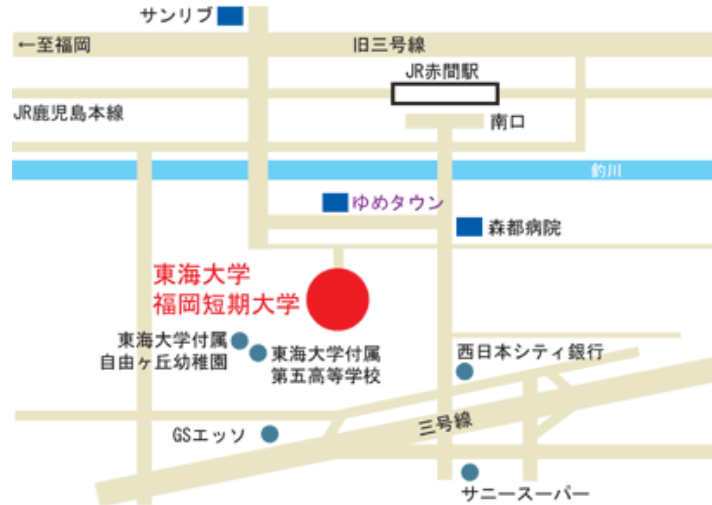 サンリブ
←至福岡
旧三号線
JR赤間駅
JR鹿児島本線
南口
釣川
ゆめタウン
森都病院
東海大学
福岡短期大学
東海大学付属
自由ヶ丘幼稚園
東海大学付属
第五高等学校
西日本シティ銀行
三号線
GSエッソ
サニースーパー